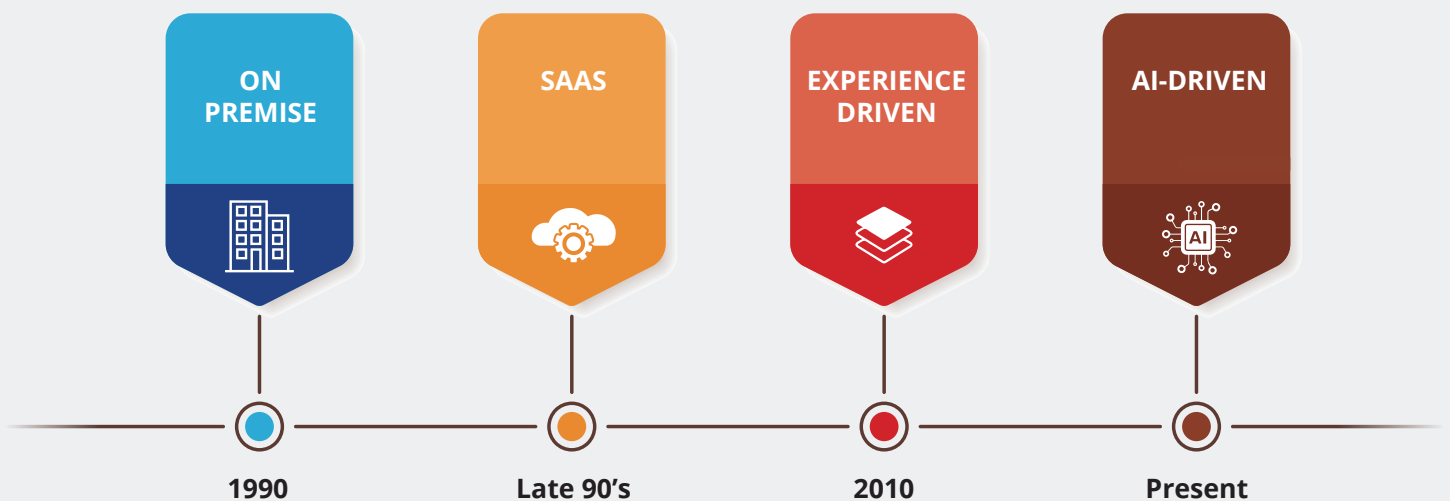 ON
PREMISE
SAAS
EXPERIENCE
DRIVEN
AI-DRIVEN
AI
1990
Late 90’s
2010
Present